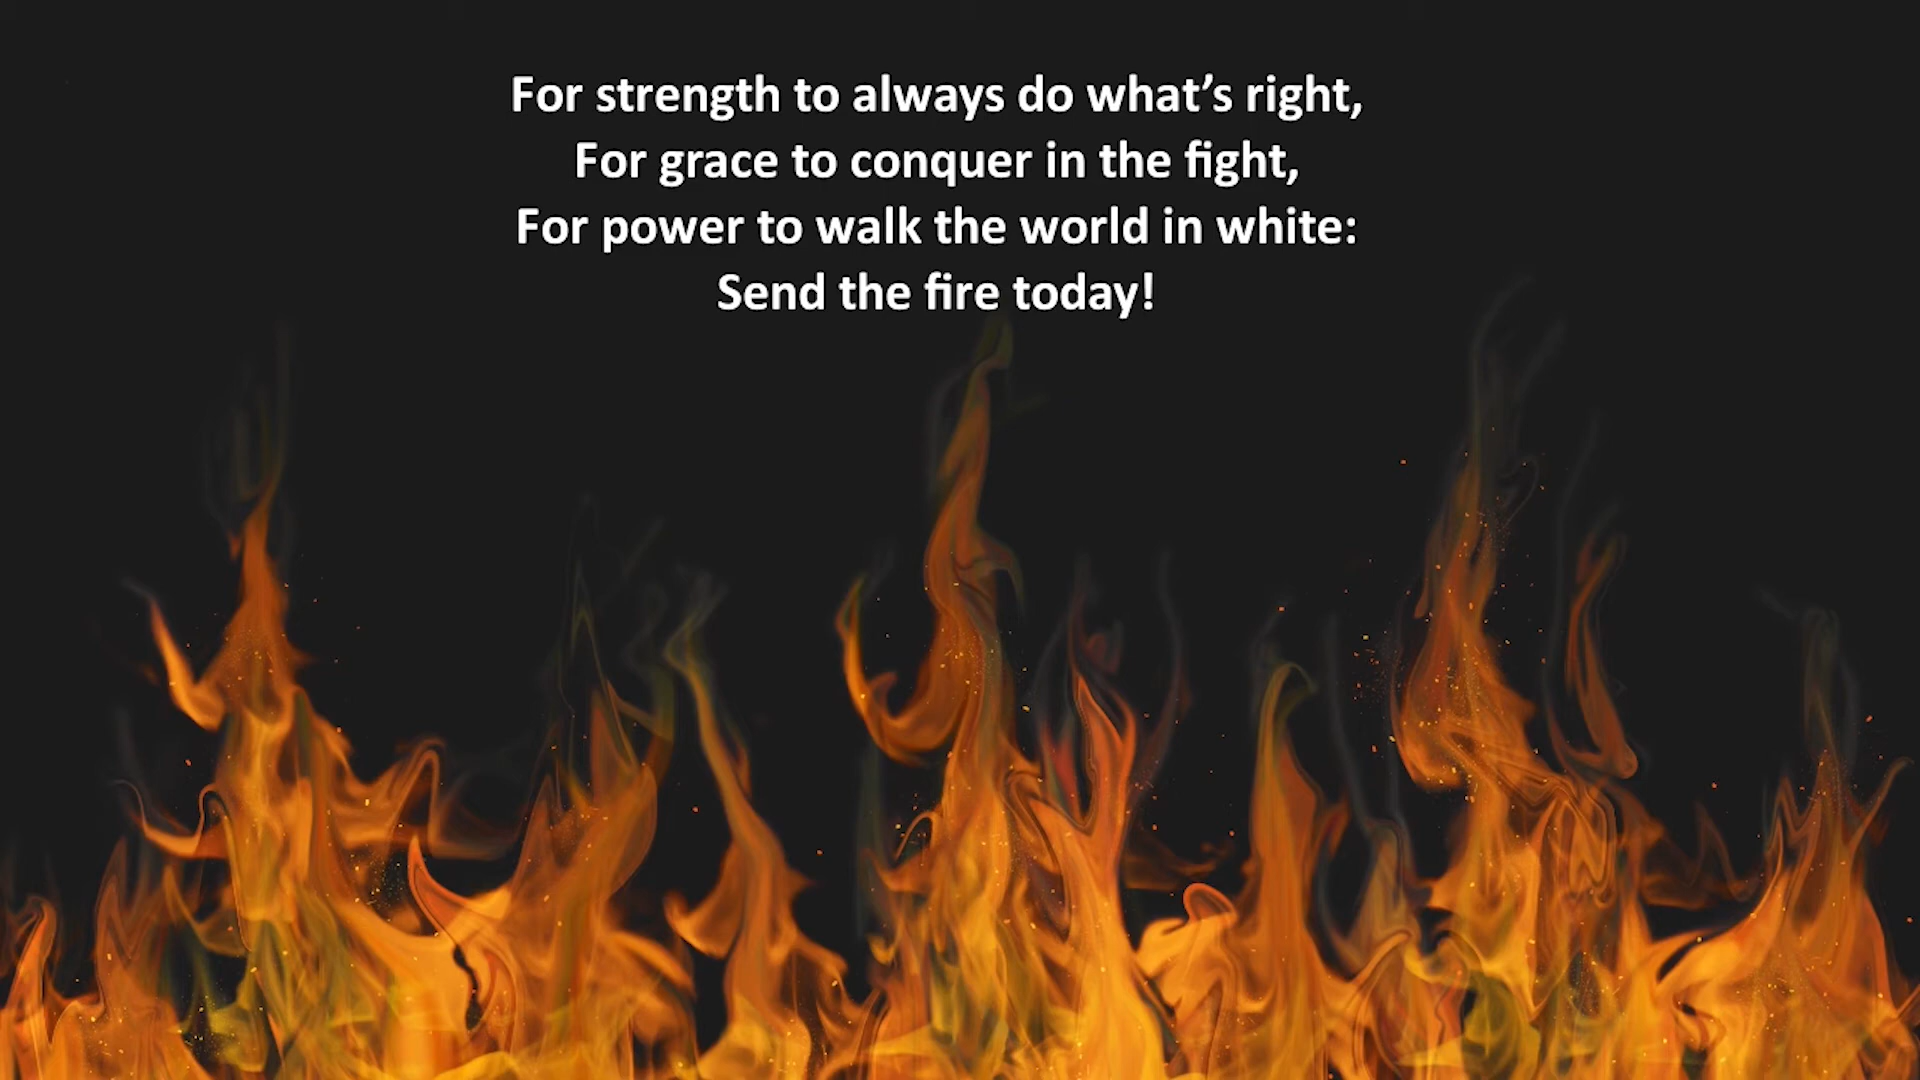 For strength to always do what’s right,
For grace to conquer in the fight,
For power to walk the world in white:
Send the fire today!